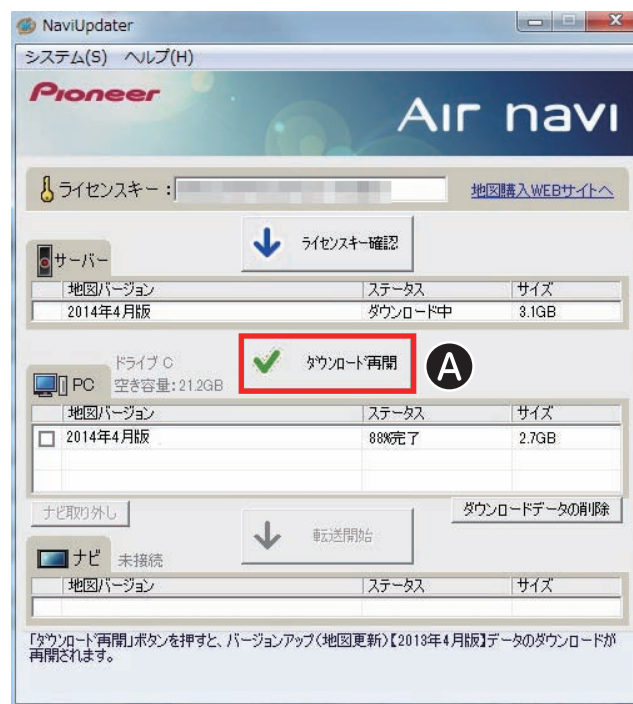 NaviUpdater
システム(S) ヘルプ(H)
Pioneer
AIr navi
ライセンスキー：
地図購入WEBサイトへ
ライセンスキー確認
サーバー
地図バージョン ステータス サイズ
2014年4月版 ダウンロード中 3.1GB
ドライブ C
空き容量:21.2GB
ダウンロード再開
A
PC
地図バージョン ステータス サイズ
2014年4月版 88%完了 2.7GB
ナビ取り外し
ダウンロードデータの削除
転送開始
ナビ 未接続
地図バージョン ステータス サイズ
「ダウンロード再開」ボタンを押すと、バージョンアップ(地図更新)【2013年4月版】データのダウンロードが
再開されます。